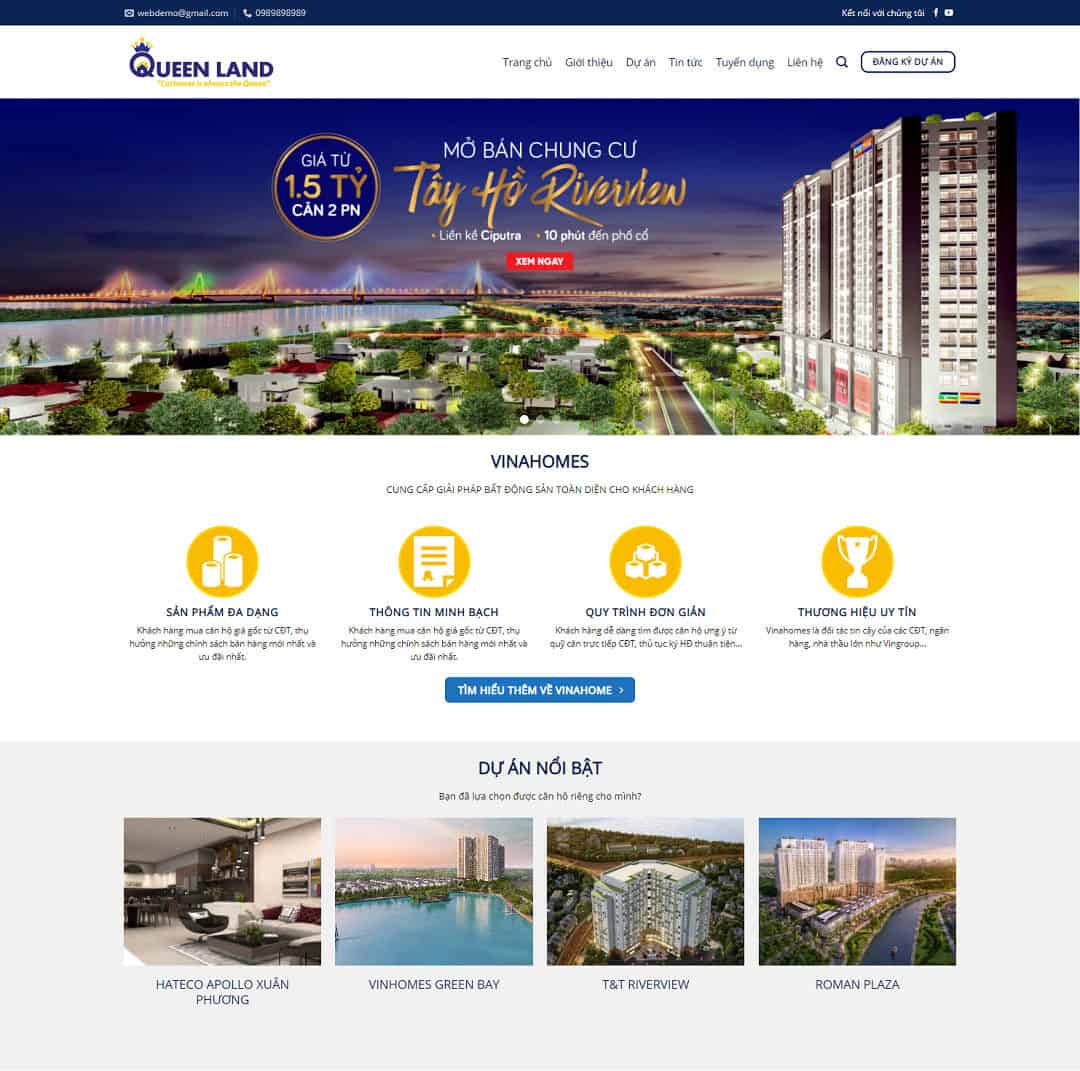 webdemo@gmail.com
0989898989
Kết nối với chúng tôi
QUEEN LAND
"Customer is always the Queen"
Trang chủ
Giới thiệu
Dự án
Tin tức
Tuyển dụng
Liên hệ
ĐĂNG KÝ DỰ ÁN
GIÁ TỪ
1.5 TỶ
CĂN 2 PN
MỞ BÁN CHUNG CƯ
Tây Hồ Riverview
• Liền kề Ciputra • 10 phút đến phố cổ
XEM NGAY
VINAHOMES
CUNG CẤP GIẢI PHÁP BẤT ĐỘNG SẢN TOÀN DIỆN CHO KHÁCH HÀNG
SẢN PHẨM ĐA DẠNG
Khách hàng mua căn hộ giá gốc từ CĐT, thụ
hưởng những chính sách bán hàng mới nhất và
ưu đãi nhất.
THÔNG TIN MINH BẠCH
Khách hàng mua căn hộ giá gốc từ CĐT, thụ
hưởng những chính sách bán hàng mới nhất và
ưu đãi nhất.
QUY TRÌNH ĐƠN GIẢN
Khách hàng dễ dàng tìm được căn hộ ưng ý từ
quỹ căn trực tiếp CĐT, thủ tục ký HĐ thuận tiện...
THƯƠNG HIỆU UY TÍN
Vinahomes là đối tác tin cậy của các CĐT, ngân
hàng, nhà thầu lớn như Vingroup...
TÌM HIỂU THÊM VỀ VINAHOME
DỰ ÁN NỔI BẬT
Bạn đã lựa chọn được căn hộ riêng cho mình?
HATECO APOLLO XUÂN
PHƯƠNG
VINHOMES GREEN BAY
T&T RIVERVIEW
ROMAN PLAZA